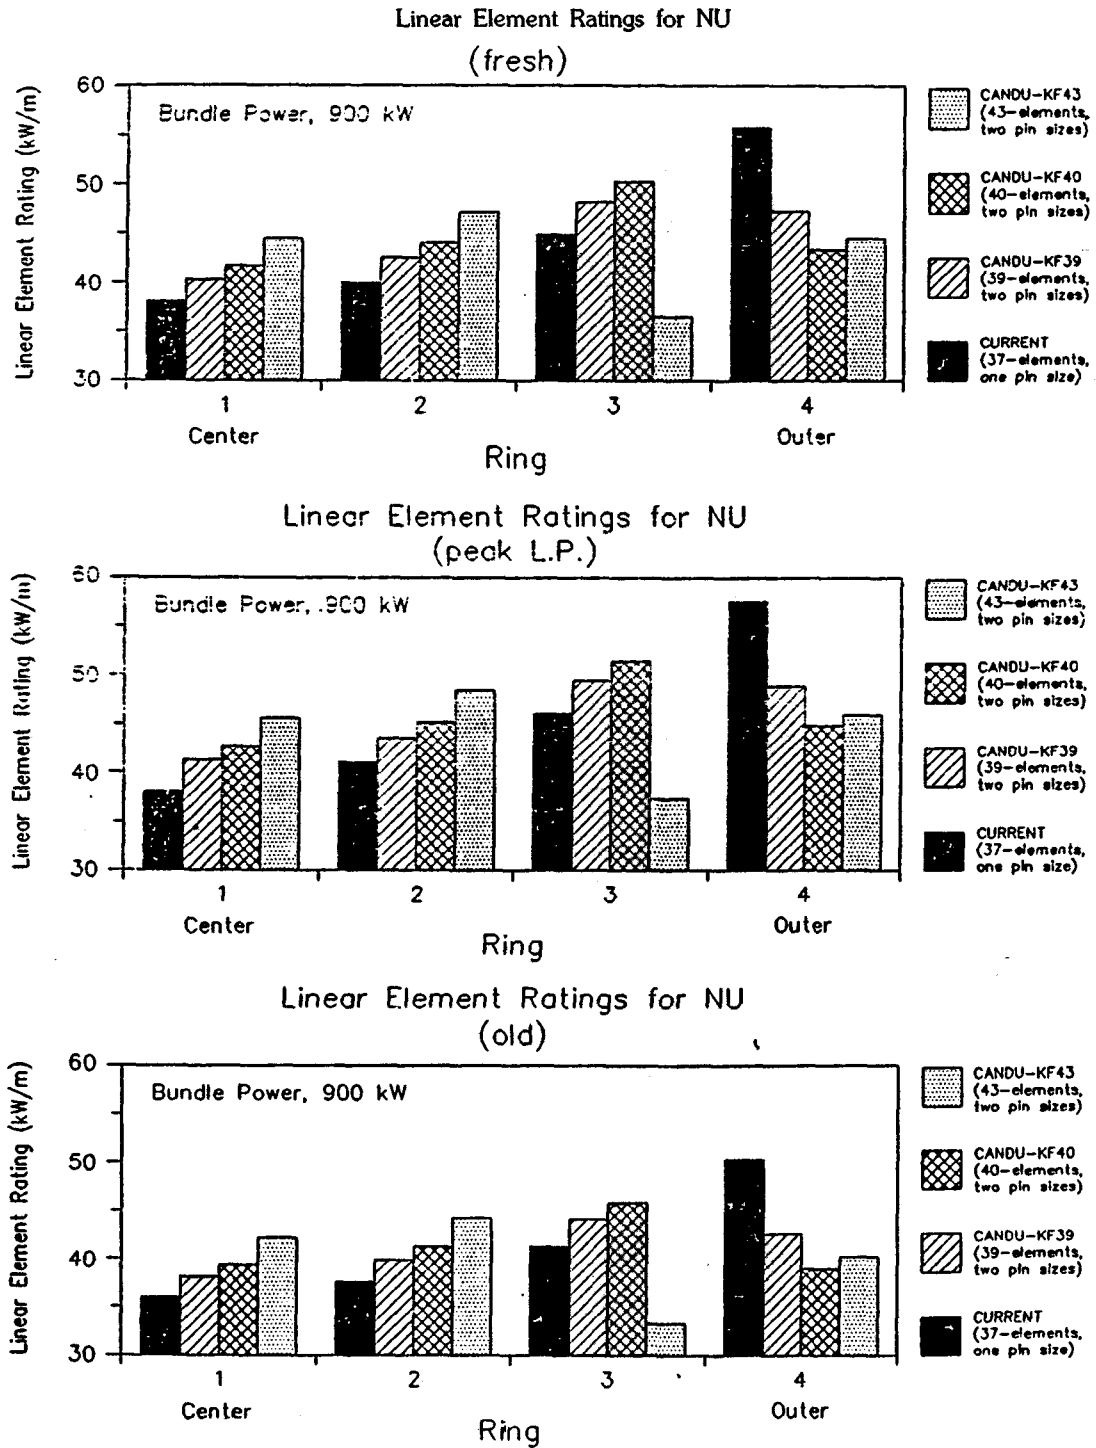 Linear Element Ratings for NU
(fresh)
Linear Element Rating (kW/m)
60
50
40
30
Bundle Power, 900 kW
1
2
3
4
Center
Outer
Ring
CANDU-KF43
(43-elements,
two pin sizes)
CANDU-KF40
(40-elements,
two pin sizes)
CANDU-KF39
(39-elements,
two pin sizes)
CURRENT
(37-elements,
one pin size)
Linear Element Ratings for NU
(peak L.P.)
Linear Element Rating (kW/m)
60
50
40
30
Bundle Power, .900 kW
1
2
3
4
Center
Outer
Ring
CANDU-KF43
(43-elements,
two pin sizes)
CANDU-KF40
(40-elements,
two pin sizes)
CANDU-KF39
(39-elements,
two pin sizes)
CURRENT
(37-elements,
one pin size)
Linear Element Ratings for NU
(old)
Linear Element Rating (kW/m)
60
50
40
30
Bundle Power, 900 kW
1
2
3
4
Center
Outer
Ring
CANDU-KF43
(43-elements,
two pin sizes)
CANDU-KF40
(40-elements,
two pin sizes)
CANDU-KF39
(39-elements,
two pin sizes)
CURRENT
(37-elements,
one pin size)